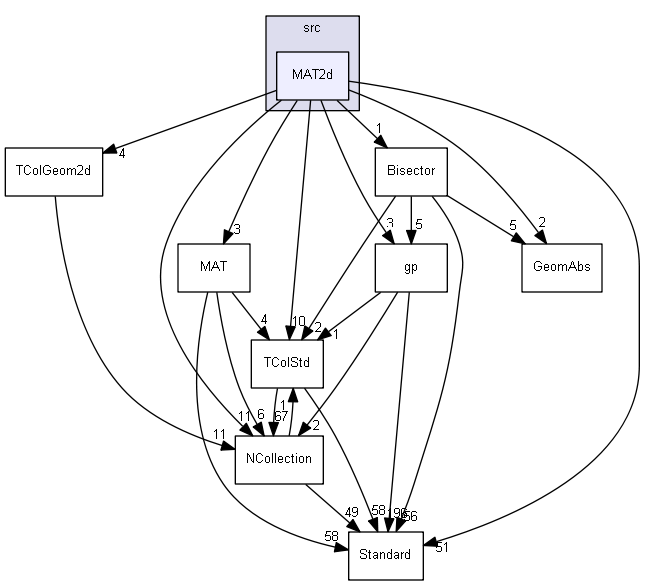 src
MAT2d
1
4
TColGeom2d
Bisector
3
3
5
5
2
MAT
gp
GeomAbs
4
10
2
1
TColStd
1
11
6
67
2
11
NCollection
49
58
56
58
51
Standard